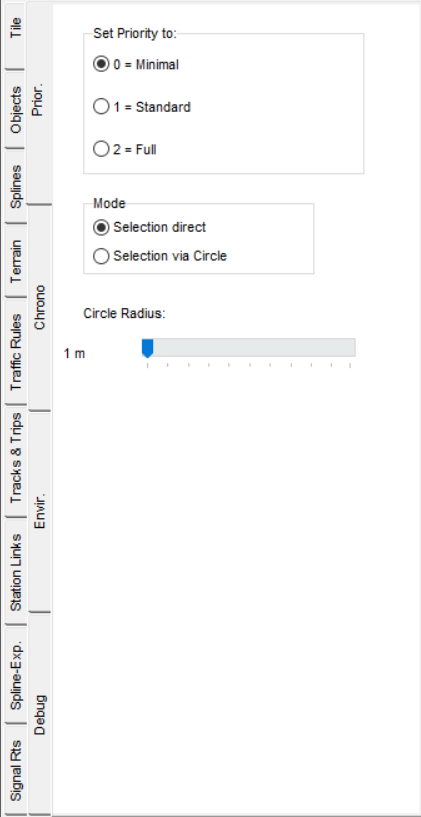 Tile
Objects
Splines
Terrain
Traffic Rules
Tracks & Trips
Station Links
Spline-Exp.
Signal Rts
Prior.
Chrono
Envir.
Debug
Set Priority to:
0 = Minimal
1 = Standard
2 = Full
Mode
Selection direct
Selection via Circle
Circle Radius:
1 m